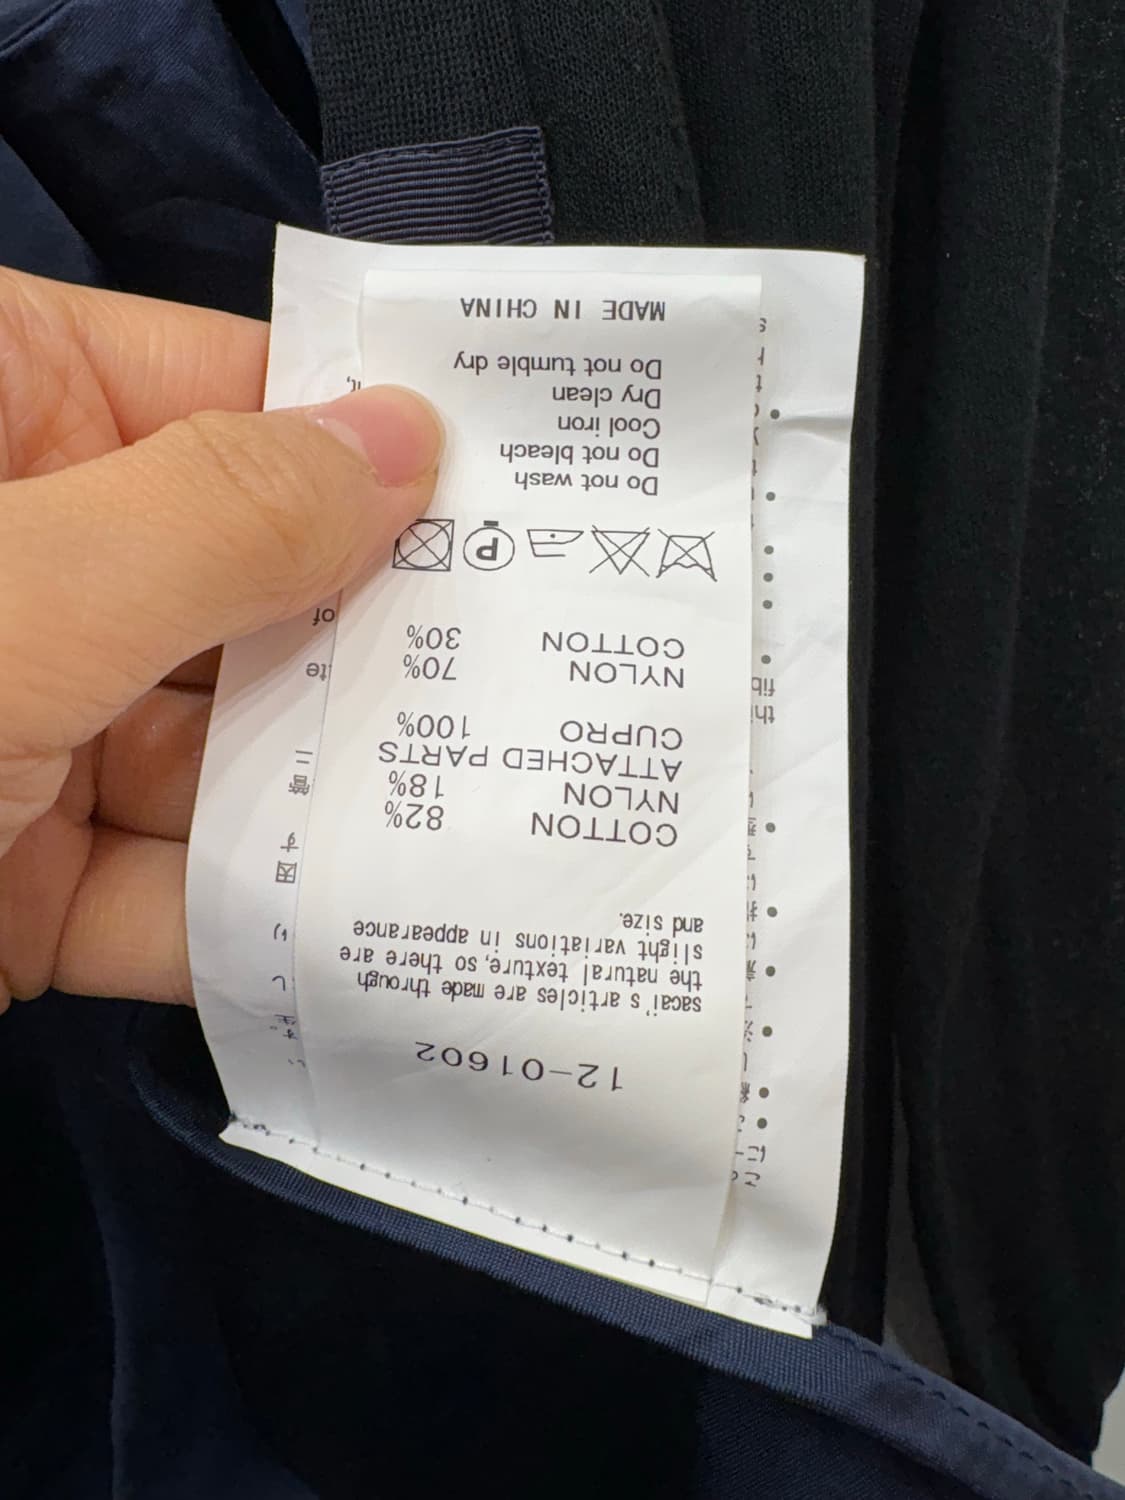 12-01602
sacai's articles are made through
the natural texture, so there are
slight variations in appearance
and size.
COTTON 82%
NYLON 18%
ATTACHED PARTS
CUPRO 100%
NYLON 70%
COTTON 30%
P
Do not wash
Do not bleach
Cool iron
Dry clean
Do not tumble dry
MADE IN CHINA
of